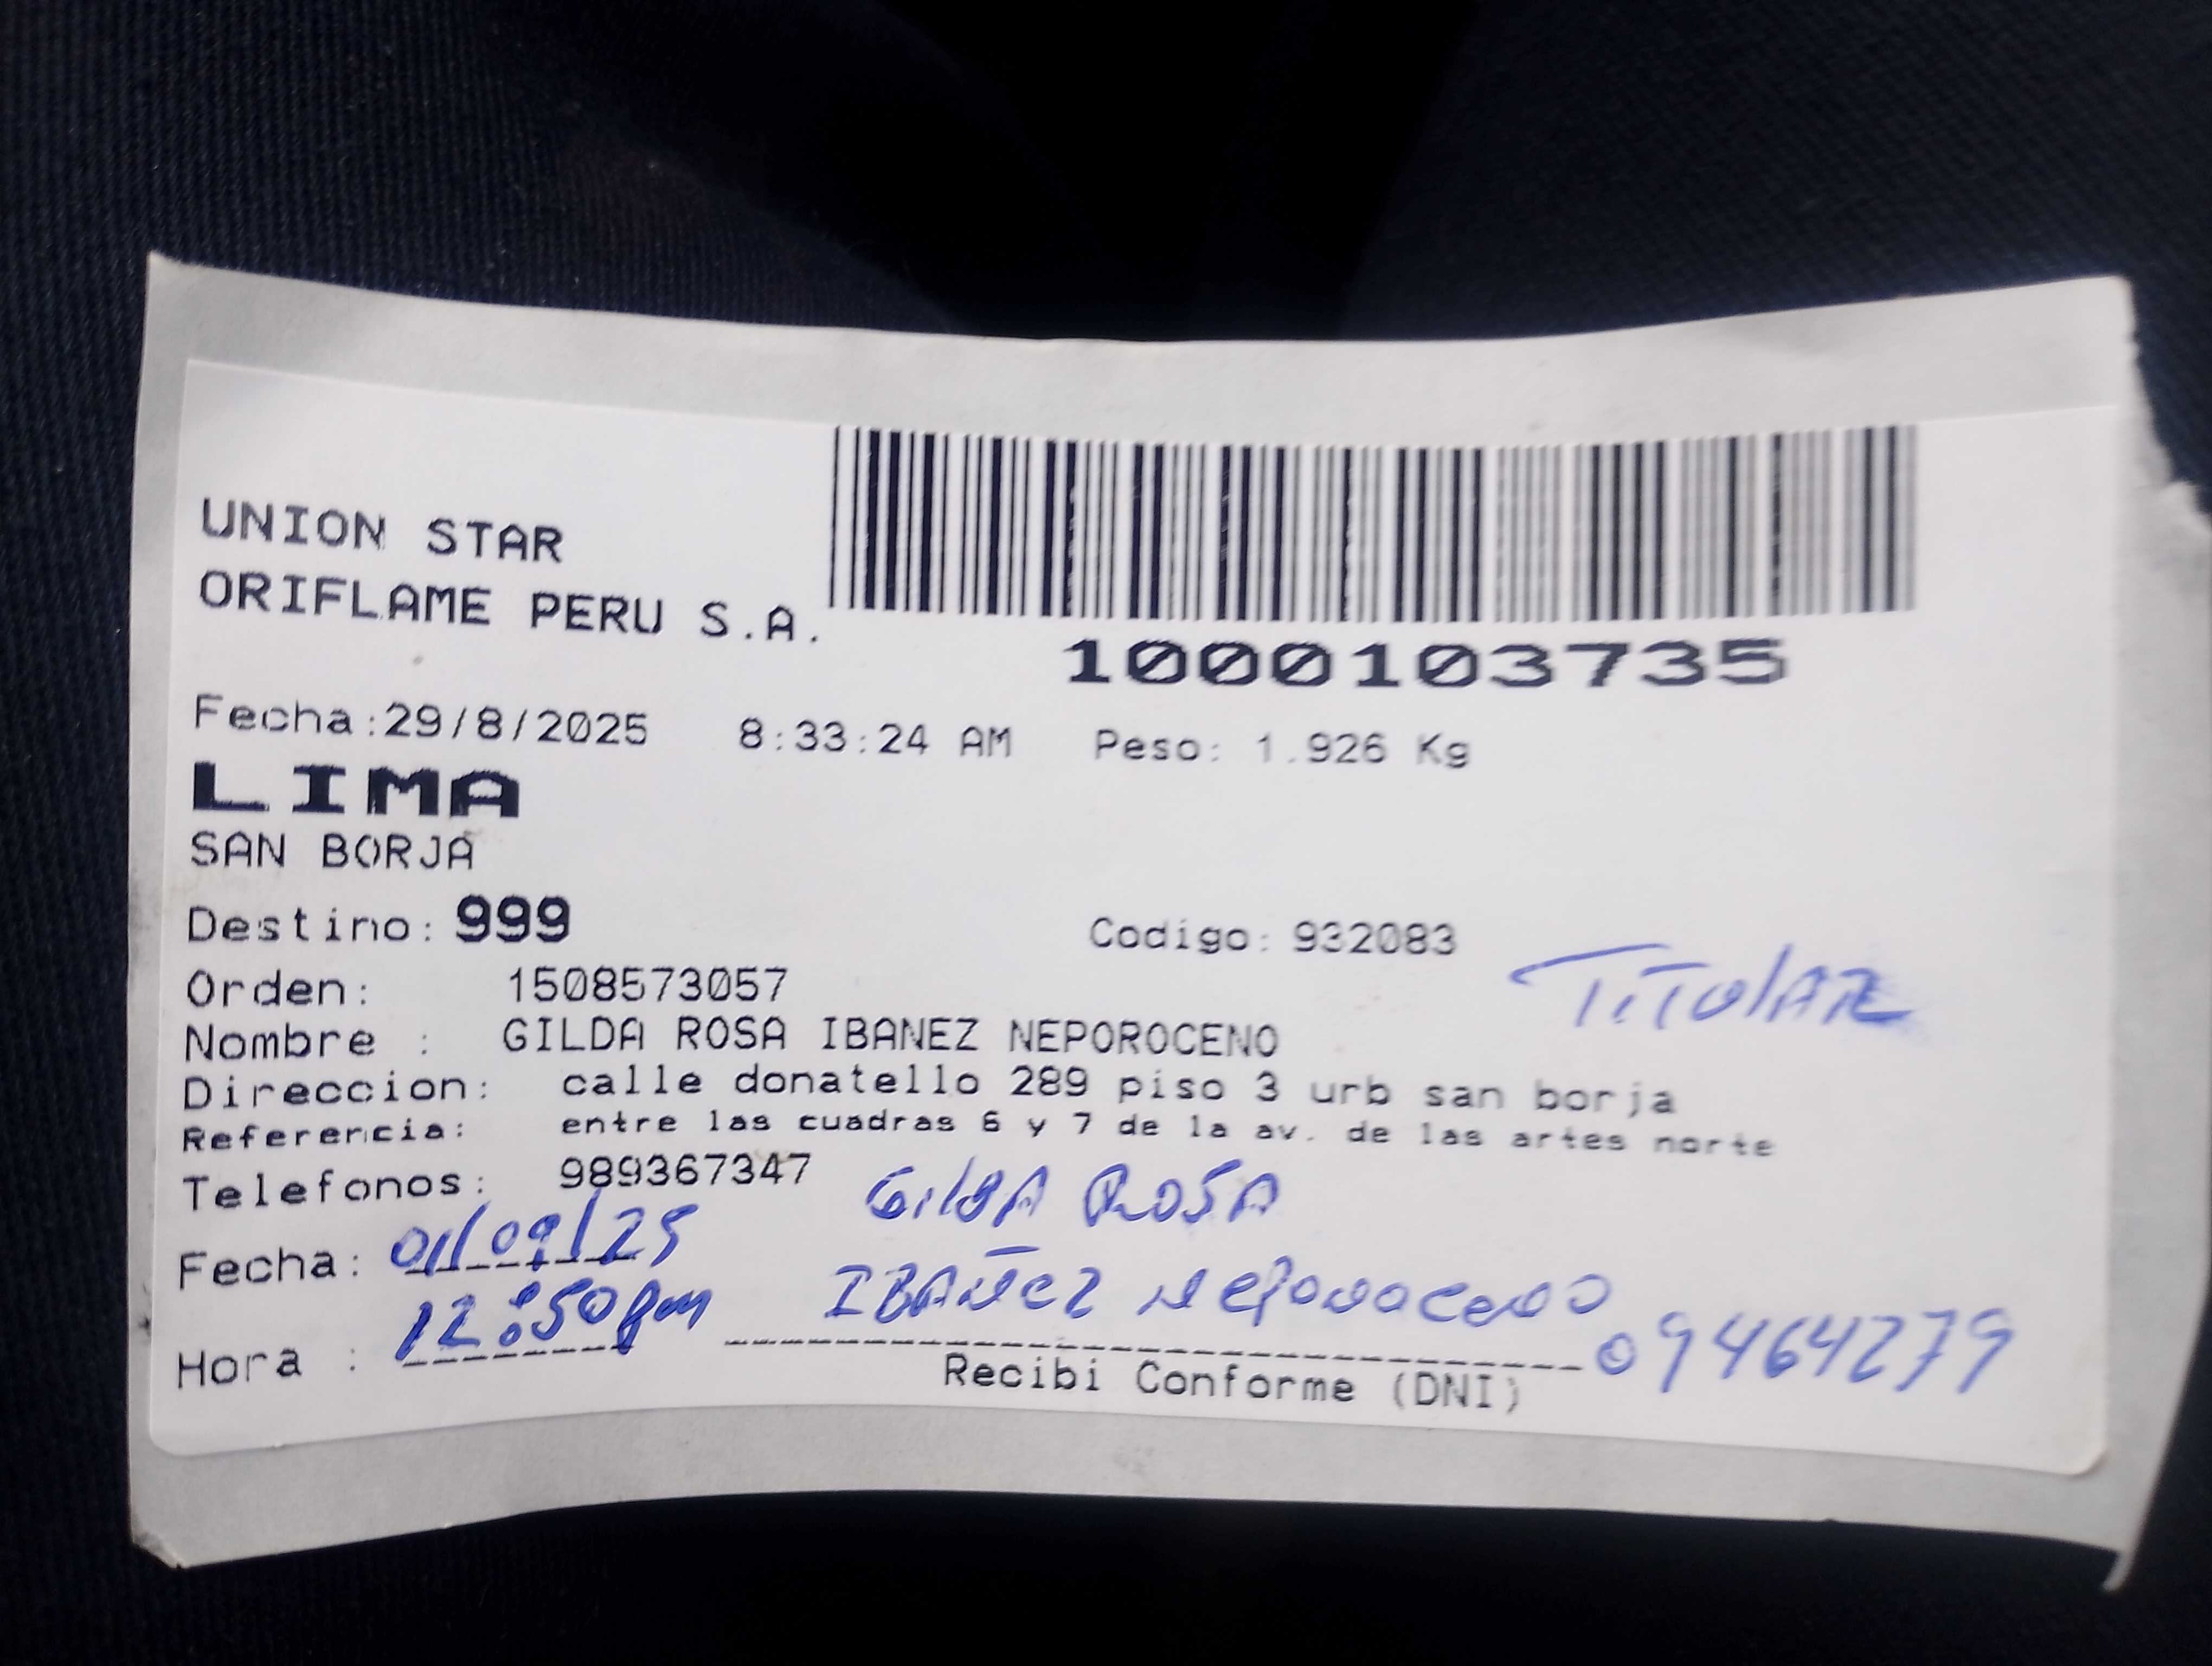 UNION STAR
ORIFLAME PERU S.A.
1000103735
Fecha:29/8/2025 8:33:24 AM Peso: 1.926 Kg
LIMA
SAN BORJA
Destino: 999 Codigo: 932083
TITULAR
Orden: 1508573057
Nombre : GILDA ROSA IBANEZ NEPOROCENO
Direccion: calle donatello 289 piso 3 urb san borja
Referencia: entre las cuadras 6 y 7 de la av. de las artes norte
Telefonos: 989367347
GILDA ROSA
Fecha: 01/09/25
IBAÑEZ Neporoceno
Hora : 12:50pm
09464279
Recibi Conforme (DNI)